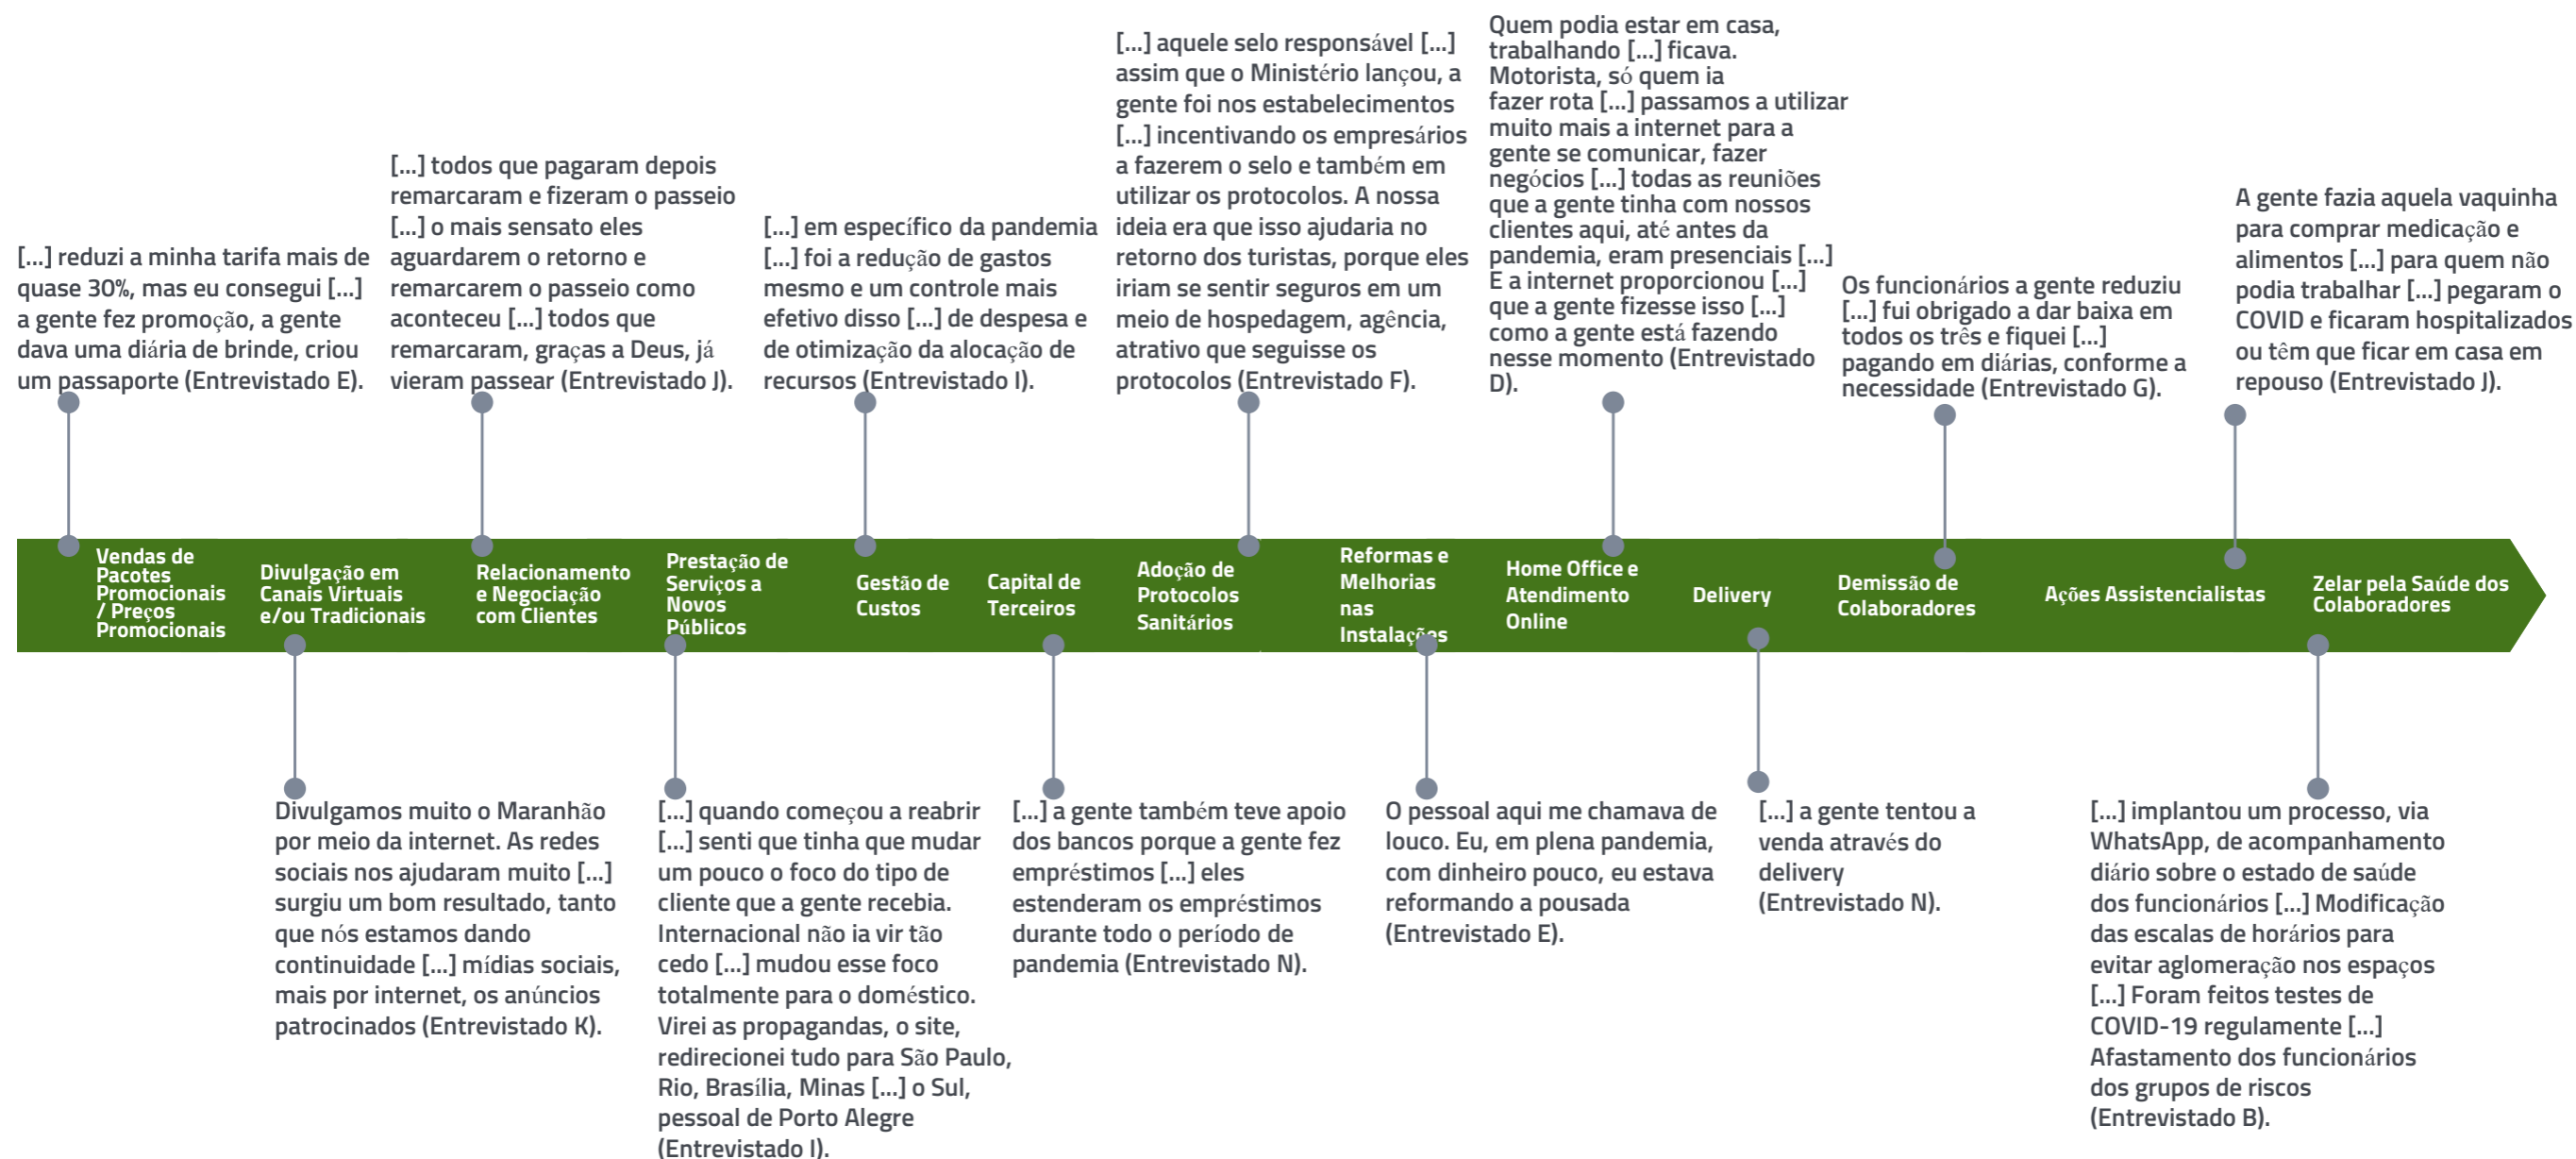 [...] reduzi a minha tarifa mais de
quase 30%, mas eu consegui [...]
a gente fez promoção, a gente
dava uma diária de brinde, criou
um passaporte (Entrevistado E).
[...] todos que pagaram depois
remarcaram e fizeram o passeio
[...] o mais sensato eles
aguardarem o retorno e
remarcarem o passeio como
aconteceu [...] todos que
remarcaram, graças a Deus, já
vieram passear (Entrevistado J).
[...] em específico da pandemia
[...] foi a redução de gastos
mesmo e um controle mais
efetivo disso [...] de despesa e
de otimização da alocação de
recursos (Entrevistado I).
[...] aquele selo responsável [...]
assim que o Ministério lançou, a
gente foi nos estabelecimentos
[...] incentivando os empresários
a fazerem o selo e também em
utilizar os protocolos. A nossa
ideia era que isso ajudaria no
retorno dos turistas, porque eles
iriam se sentir seguros em um
meio de hospedagem, agência,
atrativo que seguisse os
protocolos (Entrevistado F).
Quem podia estar em casa,
trabalhando [...] ficava.
Motorista, só quem ia
fazer rota [...] passamos a utilizar
muito mais a internet para a
gente se comunicar, fazer
negócios [...] todas as reuniões
que a gente tinha com nossos
clientes aqui, até antes da
pandemia, eram presenciais [...]
E a internet proporcionou [...]
que a gente fizesse isso [...]
como a gente está fazendo
nesse momento (Entrevistado
D).
Os funcionários a gente reduziu
[...] fui obrigado a dar baixa em
todos os três e fiquei [...]
pagando em diárias, conforme a
necessidade (Entrevistado G).
A gente fazia aquela vaquinha
para comprar medicação e
alimentos [...] para quem não
podia trabalhar [...] pegaram o
COVID e ficaram hospitalizados
ou têm que ficar em casa em
repouso (Entrevistado J).
Vendas de
Pacotes
Promocionais
/ Preços
Promocionais
Divulgação em
Canais Virtuais
e/ou Tradicionais
Relacionamento
e Negociação
com Clientes
Prestação de
Serviços a
Novos
Públicos
Gestão de
Custos
Capital de
Terceiros
Adoção de
Protocolos
Sanitários
Reformas e
Melhorias
nas
Instalações
Home Office e
Atendimento
Online
Delivery
Demissão de
Colaboradores
Ações Assistencialistas
Zelar pela Saúde dos
Colaboradores
Divulgamos muito o Maranhão
por meio da internet. As redes
sociais nos ajudaram muito [...]
surgiu um bom resultado, tanto
que nós estamos dando
continuidade [...] mídias sociais,
mais por internet, os anúncios
patrocinados (Entrevistado K).
[...] quando começou a reabrir
[...] senti que tinha que mudar
um pouco o foco do tipo de
cliente que a gente recebia.
Internacional não ia vir tão
cedo [...] mudou esse foco
totalmente para o doméstico.
Virei as propagandas, o site,
redirecionei tudo para São Paulo,
Rio, Brasília, Minas [...] o Sul,
pessoal de Porto Alegre
(Entrevistado I).
[...] a gente também teve apoio
dos bancos porque a gente fez
empréstimos [...] eles
estenderam os empréstimos
durante todo o período de
pandemia (Entrevistado N).
O pessoal aqui me chamava de
louco. Eu, em plena pandemia,
com dinheiro pouco, eu estava
reformando a pousada
(Entrevistado E).
[...] a gente tentou a
venda através do
delivery
(Entrevistado N).
[...] implantou um processo, via
WhatsApp, de acompanhamento
diário sobre o estado de saúde
dos funcionários [...] Modificação
das escalas de horários para
evitar aglomeração nos espaços
[...] Foram feitos testes de
COVID-19 regulamente [...]
Afastamento dos funcionários
dos grupos de riscos
(Entrevistado B).